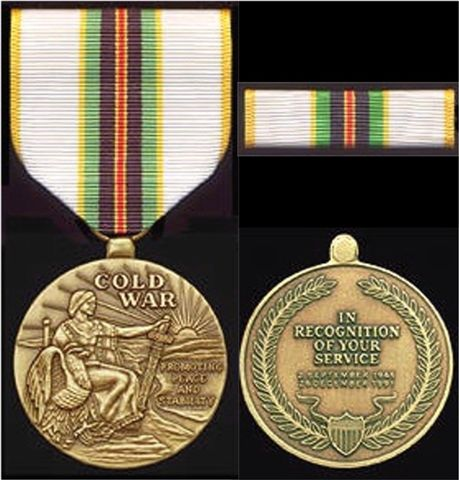 COLD
WAR
PROMOTING
PEACE
AND
STABILITY
IN
RECOGNITION
OF YOUR
SERVICE
2 SEPTEMBER 1945
26 DECEMBER 1991